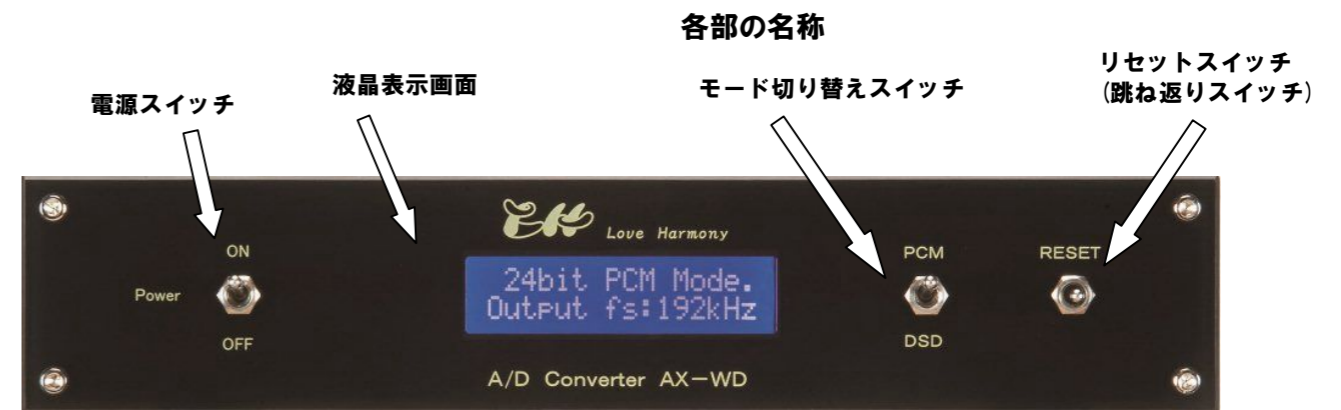 各部の名称
電源スイッチ
液晶表示画面
モード切り替えスイッチ
リセットスイッチ
(跳ね返りスイッチ)
Love Harmony
ON
Power
OFF
24bit PCM Mode.
Output fs:192kHz
PCM
DSD
RESET
A/D Converter AX-WD